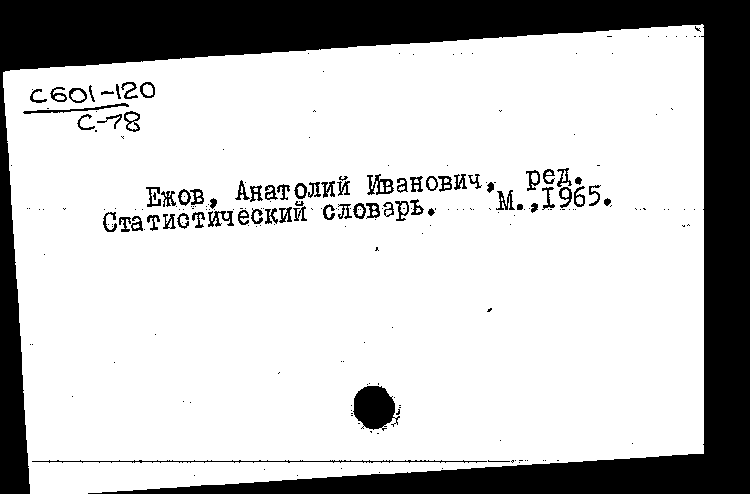 С601-120
С-78
Ежов, Анатолий Иванович, ред.
Статистический словарь. М.,1965.